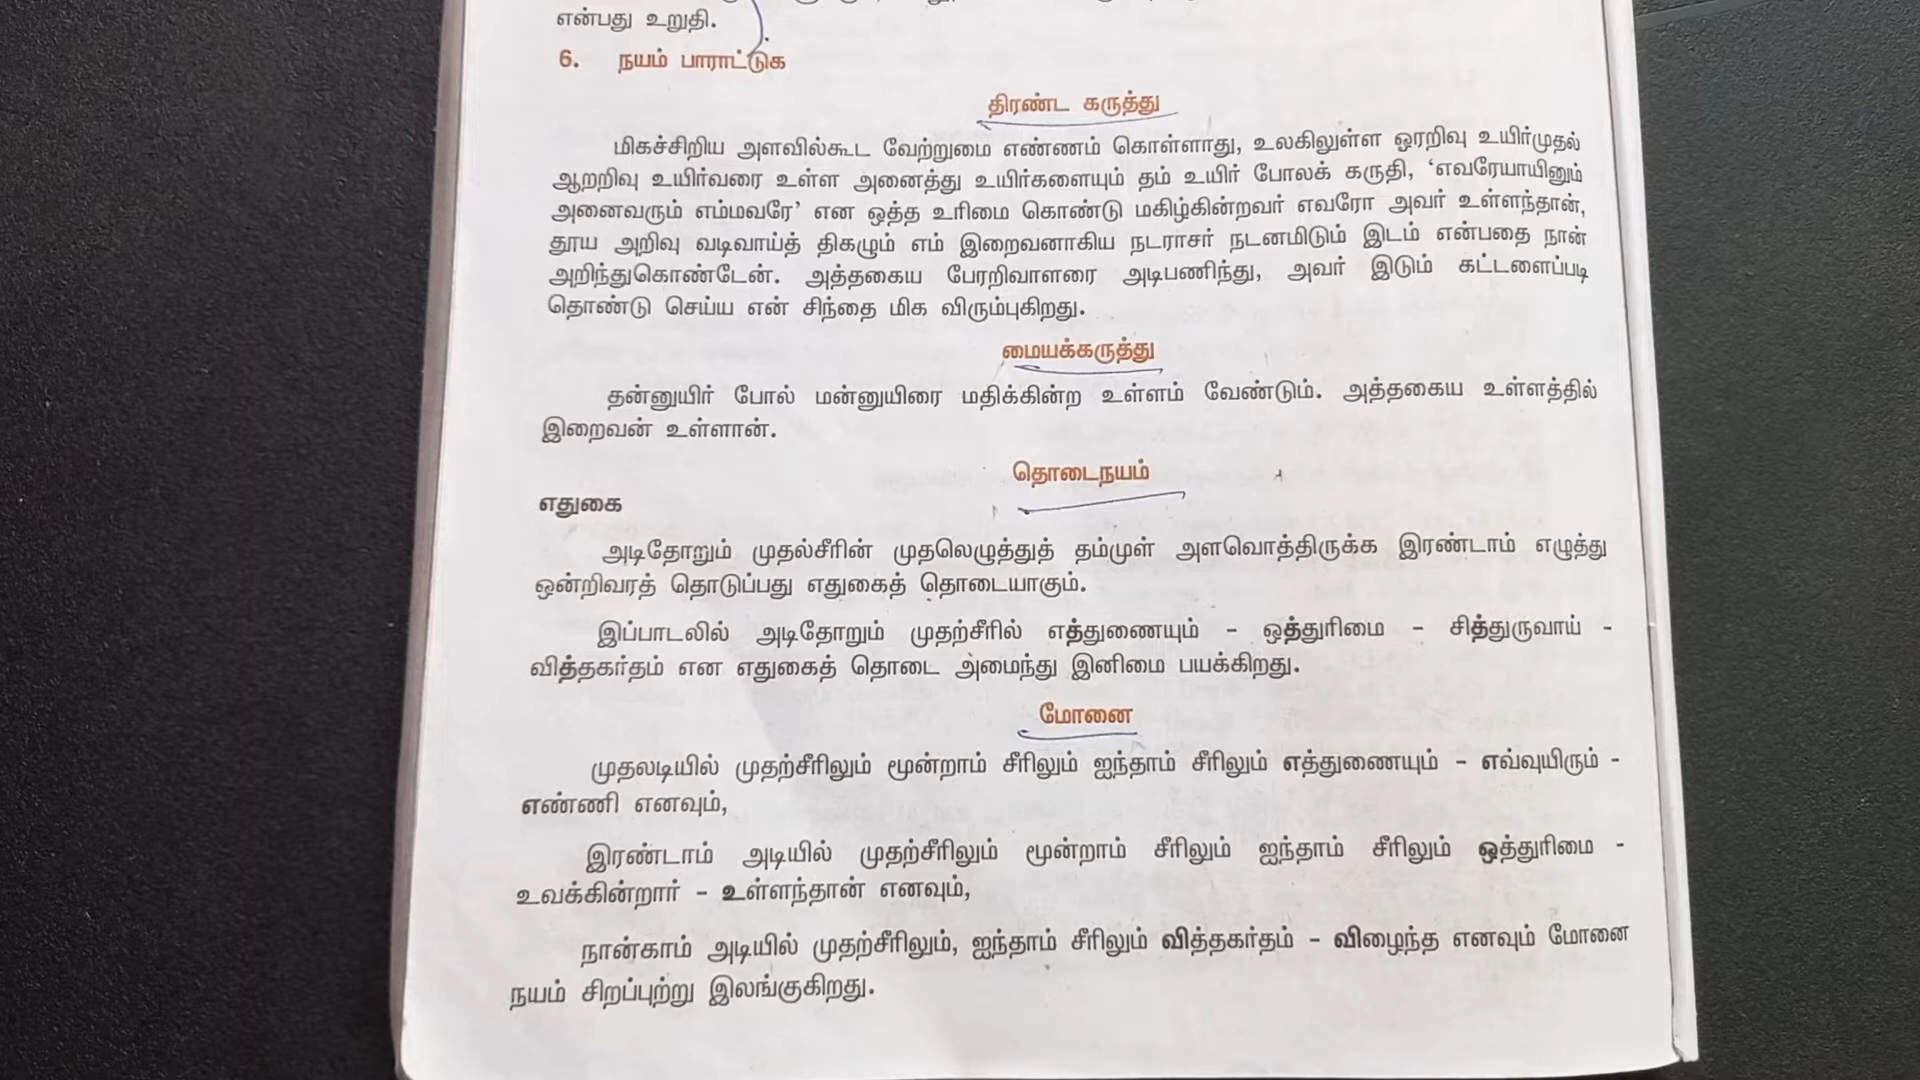 என்பது உறுதி.
6. நயம் பாராட்டுக
திரண்ட கருத்து
மிகச்சிறிய அளவில்கூட வேற்றுமை எண்ணம் கொள்ளாது, உலகிலுள்ள ஓரறிவு உயிர்முதல்
ஆறறிவு உயிர்வரை உள்ள அனைத்து உயிர்களையும் தம் உயிர் போலக் கருதி, ‘எவரேயாயினும்
அனைவரும் எம்மவரே’ என ஒத்த உரிமை கொண்டு மகிழ்கின்றவர் எவரோ அவர் உள்ளந்தான்,
தூய அறிவு வடிவாய்த் திகழும் எம் இறைவனாகிய நடராசர் நடனமிடும் இடம் என்பதை நான்
அறிந்துகொண்டேன். அத்தகைய பேரறிவாளரை அடிபணிந்து, அவர் இடும் கட்டளைப்படி
தொண்டு செய்ய என் சிந்தை மிக விரும்புகிறது.
மையக்கருத்து
தன்னுயிர் போல் மன்னுயிரை மதிக்கின்ற உள்ளம் வேண்டும். அத்தகைய உள்ளத்தில்
இறைவன் உள்ளான்.
தொடைநயம்
எதுகை
அடிதோறும் முதல்சீரின் முதலெழுத்துத் தம்முள் அளவொத்திருக்க இரண்டாம் எழுத்து
ஒன்றிவரத் தொடுப்பது எதுகைத் தொடையாகும்.
இப்பாடலில் அடிதோறும் முதற்சீரில் எத்துணையும் - ஒத்துரிமை - சித்துருவாய் -
வித்தகர்தம் என எதுகைத் தொடை அமைந்து இனிமை பயக்கிறது.
மோனை
முதலடியில் முதற்சீரிலும் மூன்றாம் சீரிலும் ஐந்தாம் சீரிலும் எத்துணையும் - எவ்வுயிரும் -
எண்ணி எனவும்,
இரண்டாம் அடியில் முதற்சீரிலும் மூன்றாம் சீரிலும் ஐந்தாம் சீரிலும் ஒத்துரிமை -
உவக்கின்றார் - உள்ளந்தான் எனவும்,
நான்காம் அடியில் முதற்சீரிலும், ஐந்தாம் சீரிலும் வித்தகர்தம் - விழைந்த எனவும் மோனை
நயம் சிறப்புற்று இலங்குகிறது.